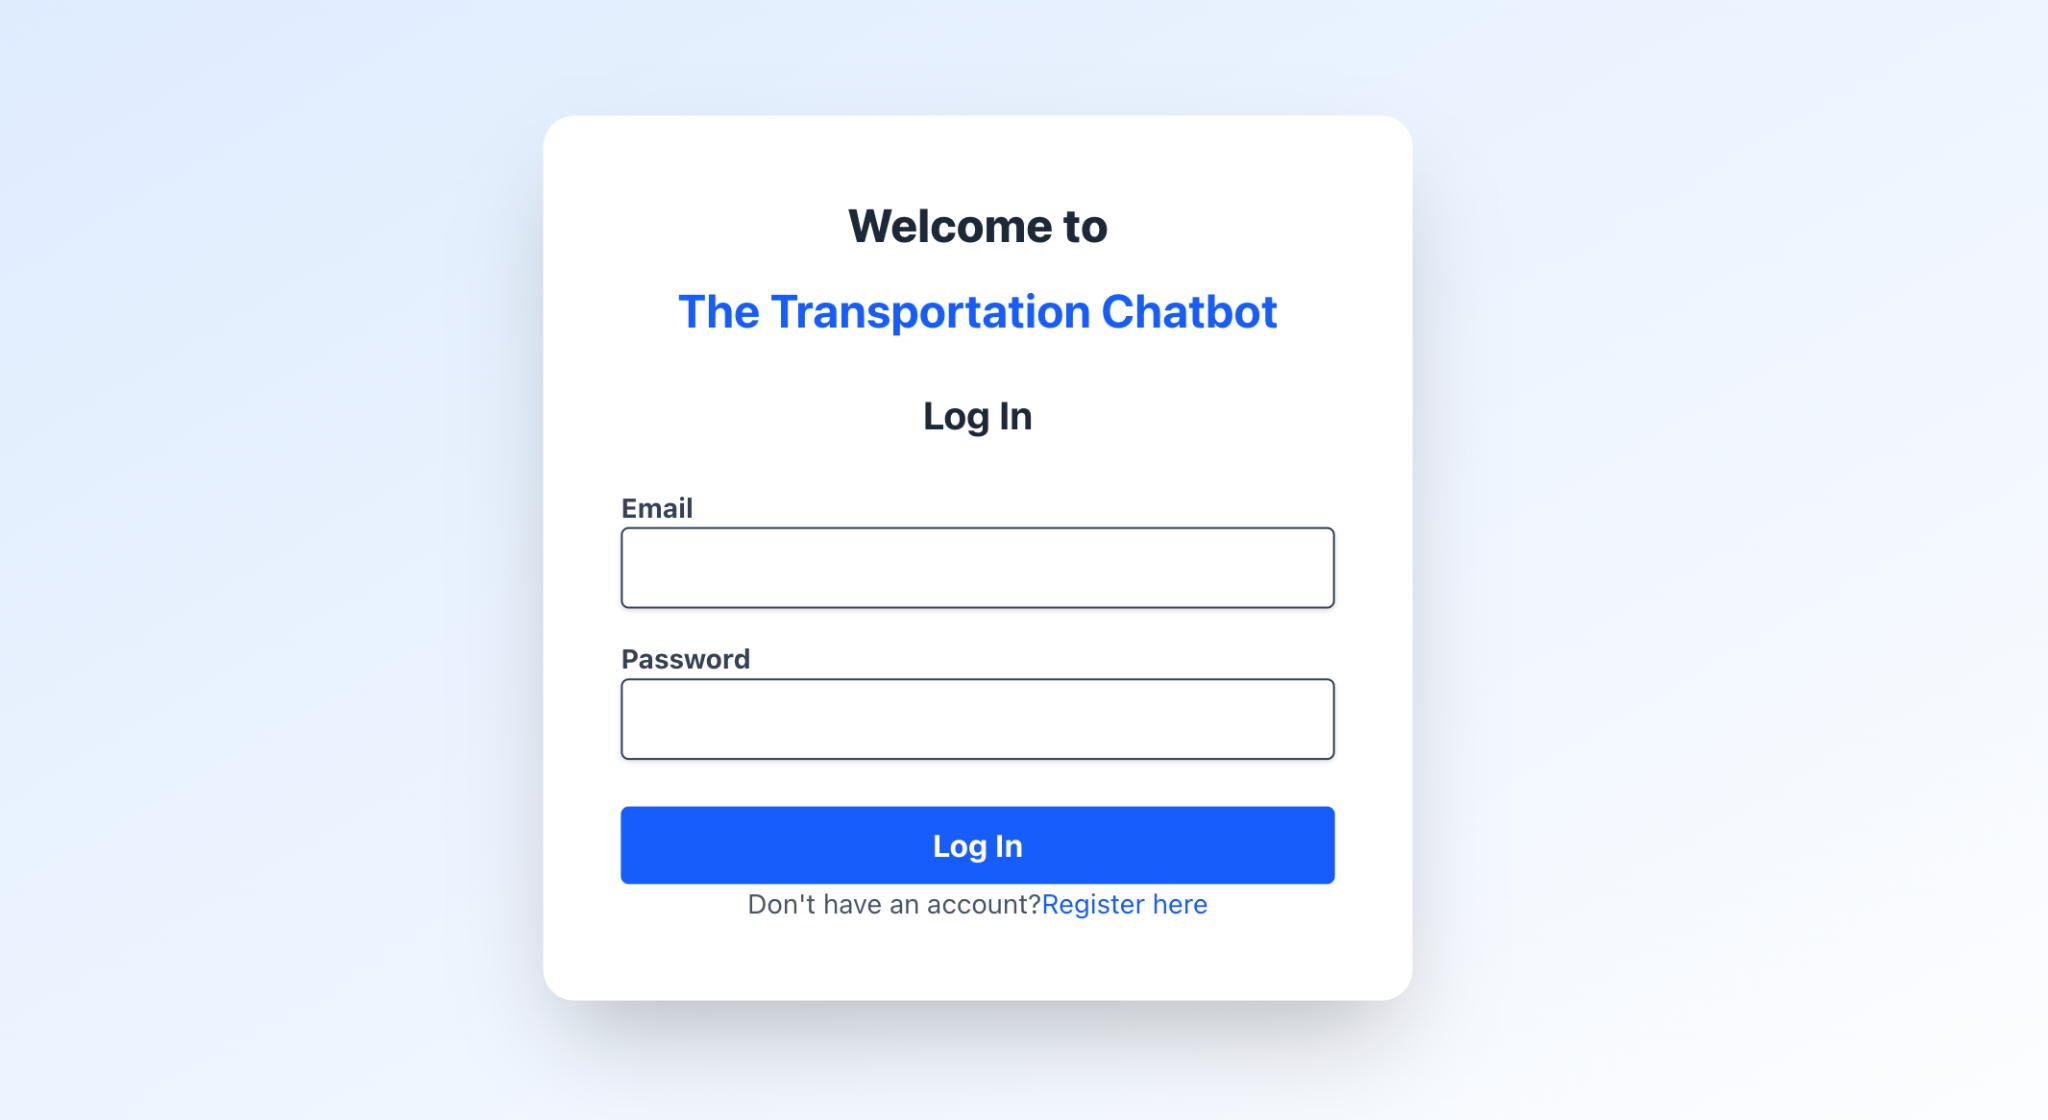 Welcome to
The Transportation Chatbot
Log In
Email
Password
Log In
Don't have an account?Register here